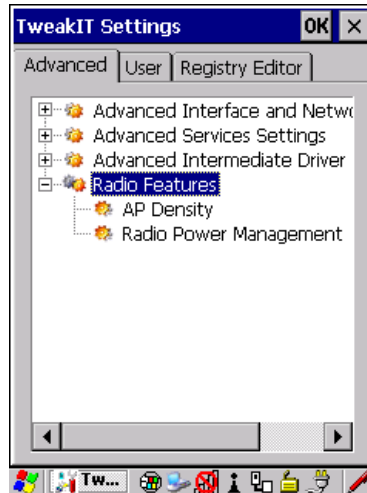 TweakIT Settings OK ×
Advanced User Registry Editor
Advanced Interface and Netw
Advanced Services Settings
Advanced Intermediate Driver
Radio Features
AP Density
Radio Power Management
Tw...